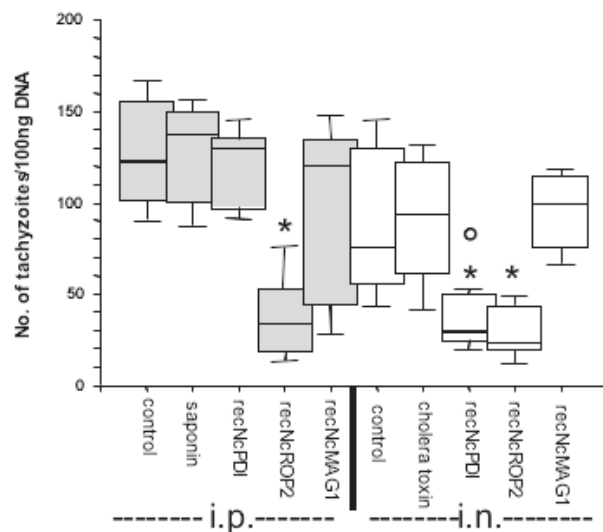 No. of tachyzoites/100ng DNA
200
150
100
50
0
*
*
*
control
saponin
recNcPDI
recNcROP2
recNcMAG1
control
cholera toxin
recNcPDI
recNcROP2
recNcMAG1
-------- i.p.------- --------i.n.-------